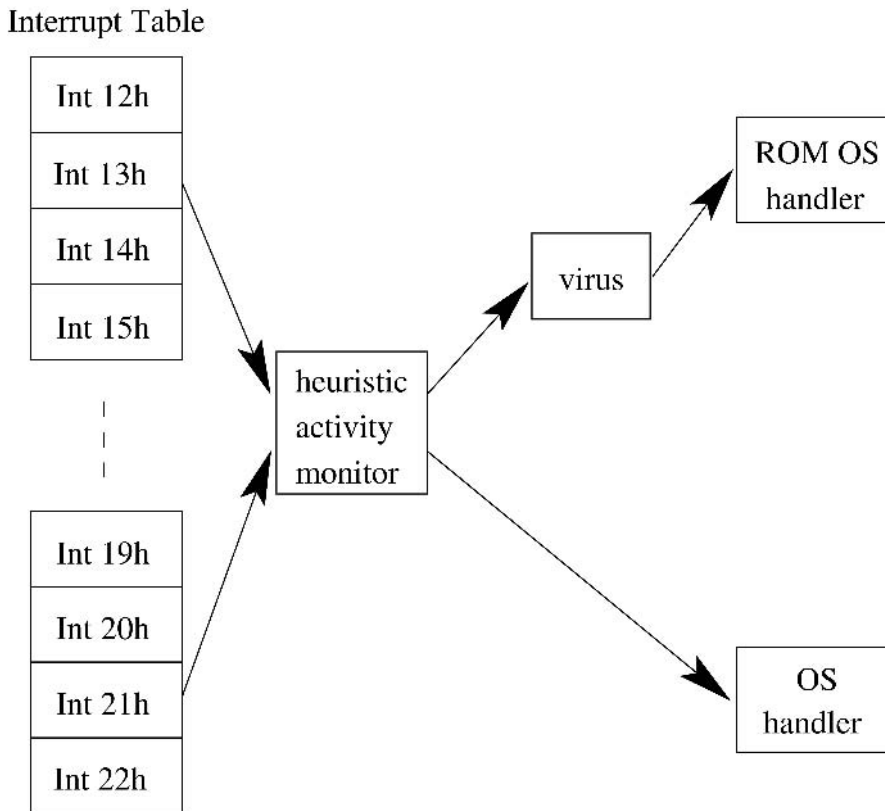 Interrupt Table
Int 12h
Int 13h
Int 14h
Int 15h
Int 19h
Int 20h
Int 21h
Int 22h
heuristic
activity
monitor
virus
ROM OS
handler
OS
handler